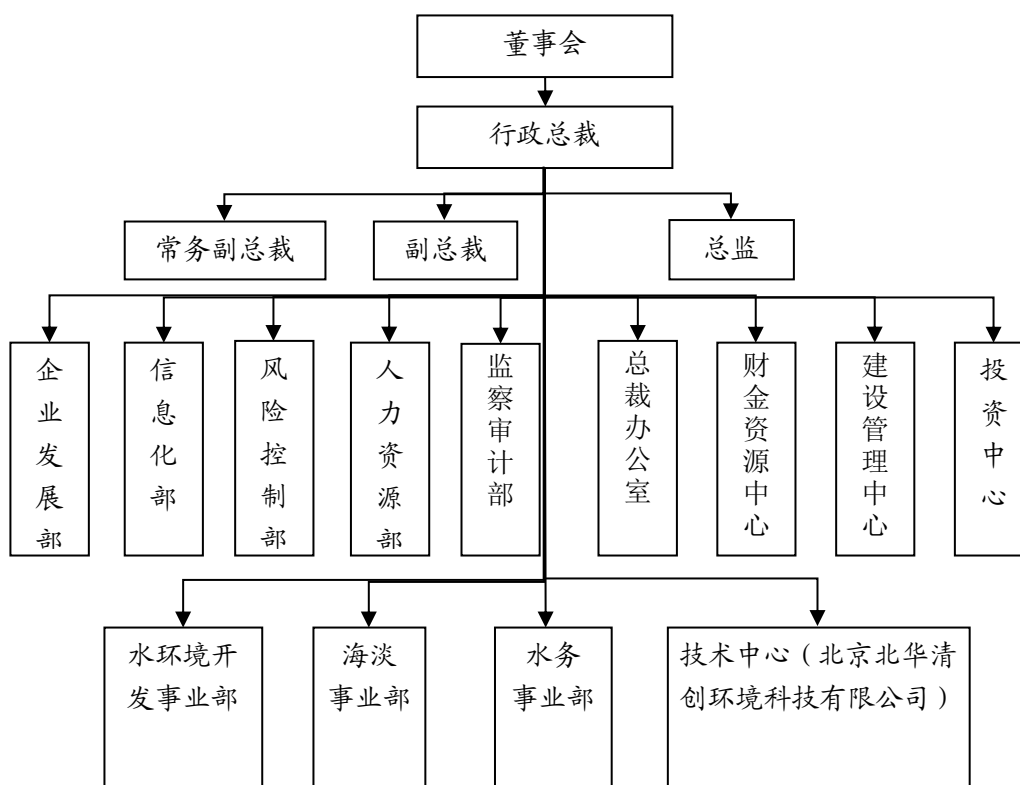 董事会
行政总裁
常务副总裁
副总裁
总监
企业发展部
信息化部
风险控制部
人力资源部
监察审计部
总裁办公室
财金资源中心
建设管理中心
投资中心
水环境开
发事业部
海淡
事业部
水务
事业部
技术中心（北京北华清
创环境科技有限公司）